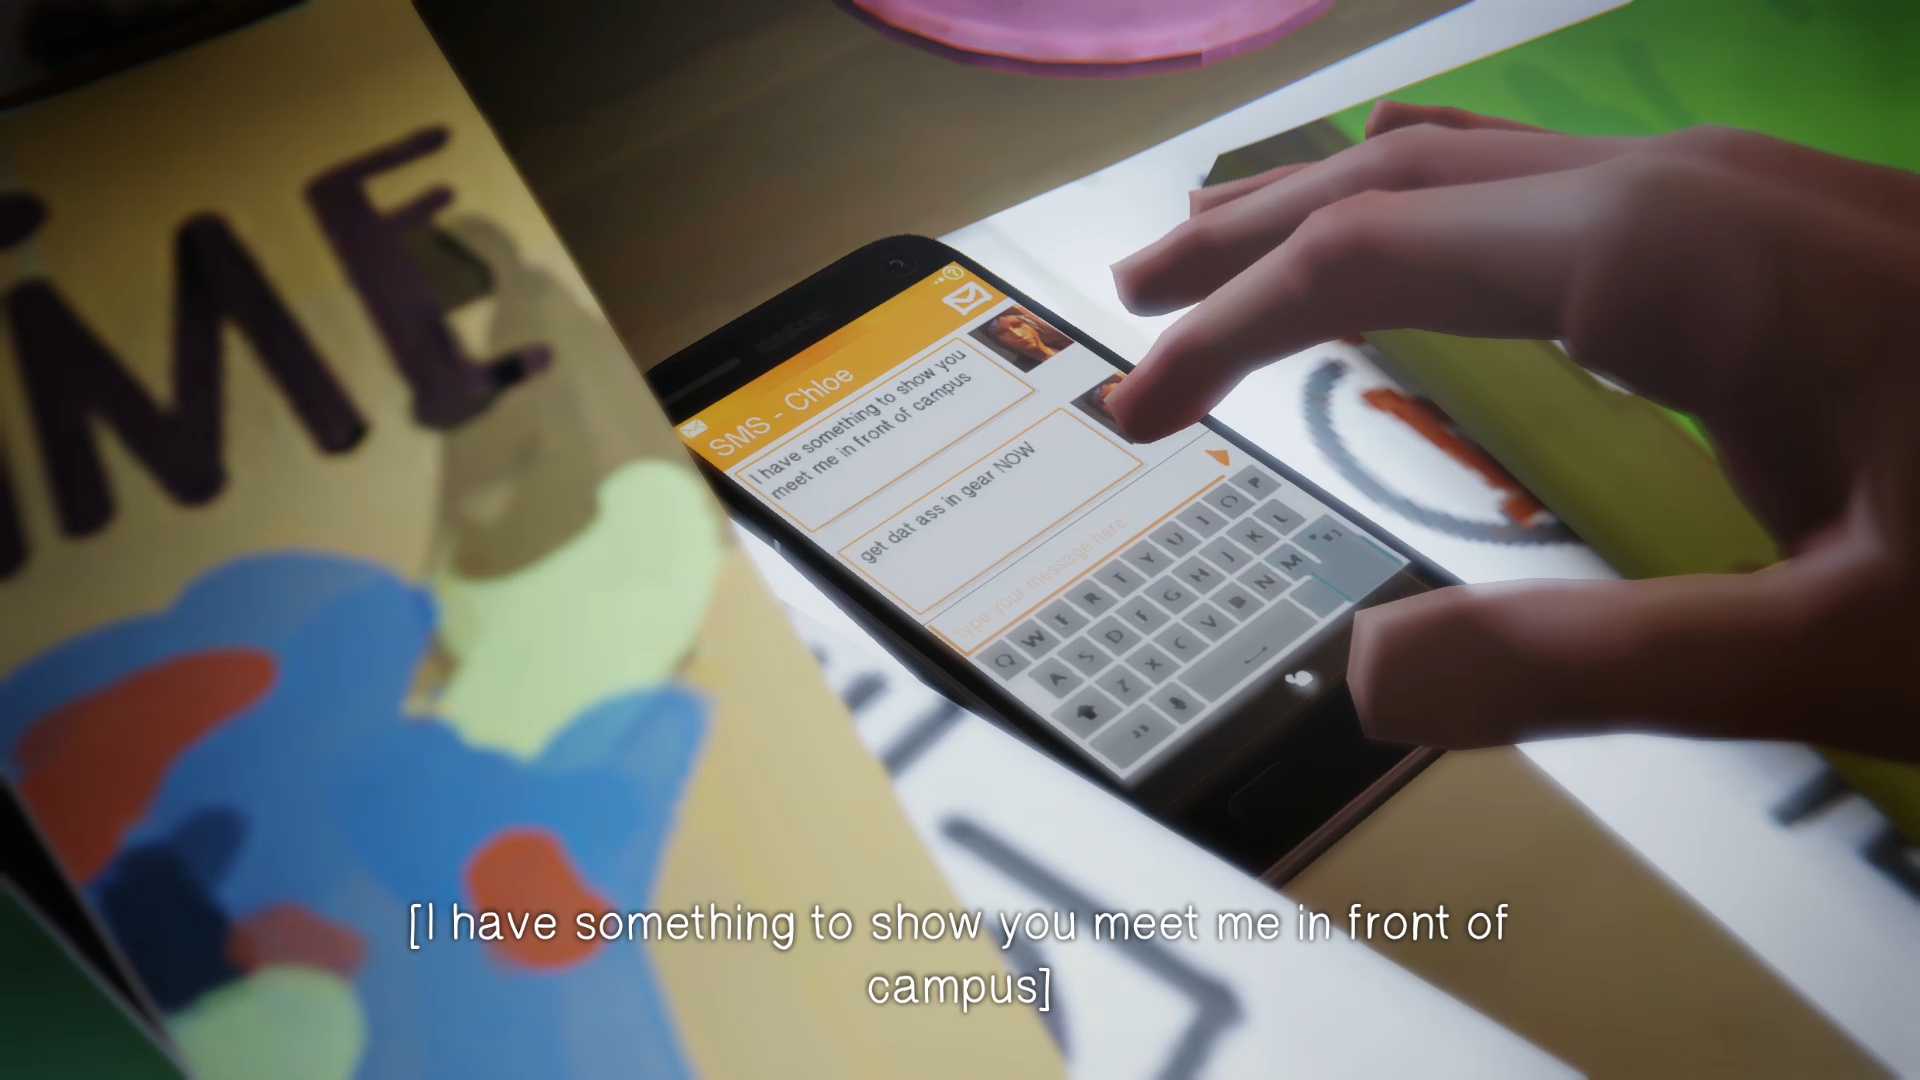 iME
SMS - Chloe
I have something to show you
meet me in front of campus
get dat ass in gear NOW
Type your message here
Q W E R T Y U I O P
A S D F G H J K L
Z X C V B N M
[I have something to show you meet me in front of
campus]